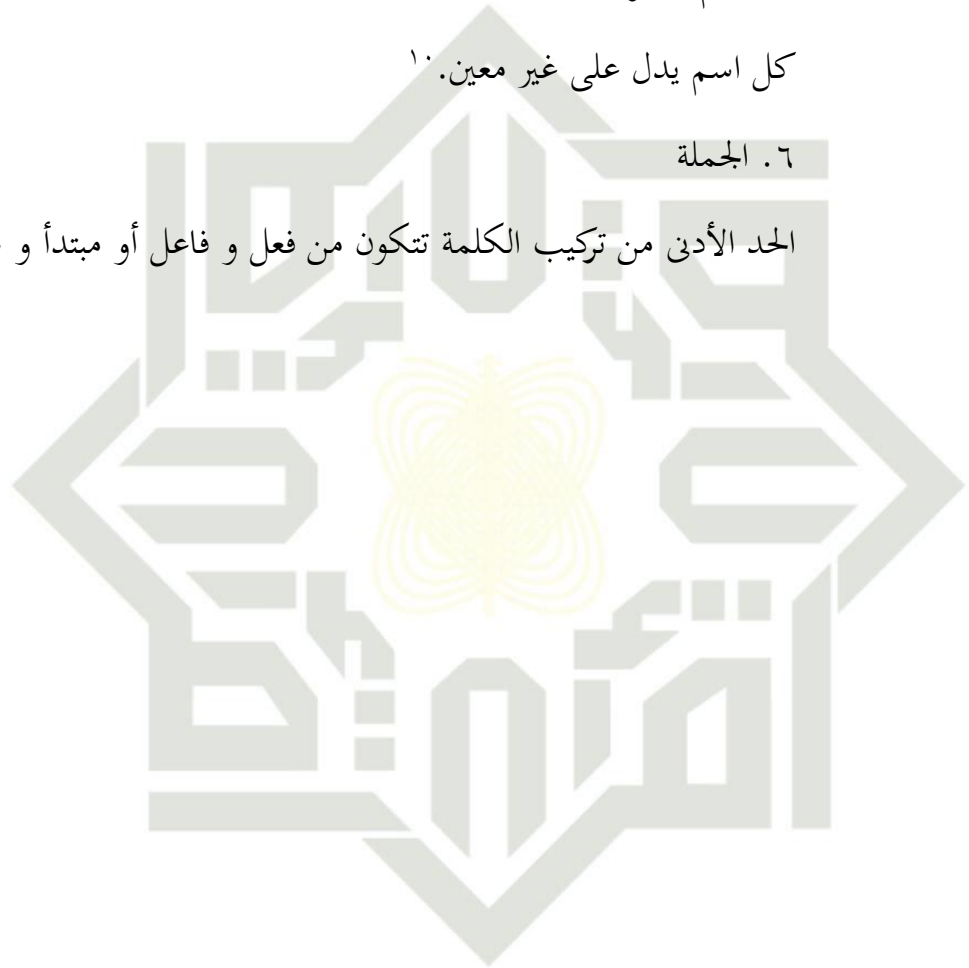 كل اسم يدل على غير معين.١٠
٦. الجملة
الحد الأدنى من تركيب الكلمة تتكون من فعل و فاعل أو مبتدأ و